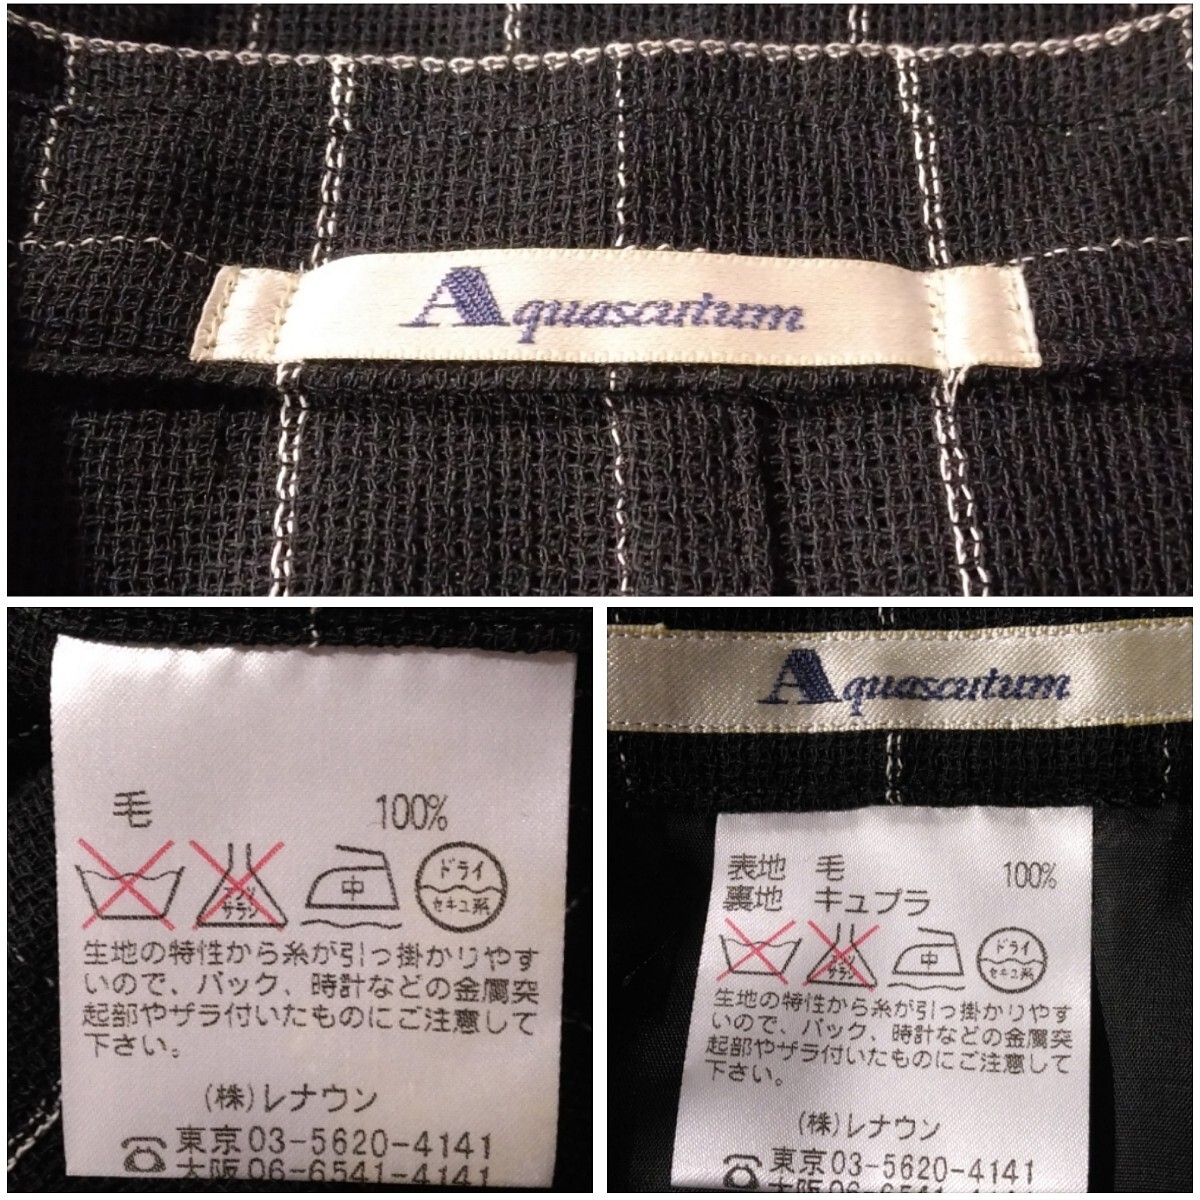 Aquascutum
毛 100%
エンソ サラシ 中 ドライ セキユ系
生地の特性から糸が引っ掛かりやす
いので、バック、時計などの金属突
起部やザラ付いたものにご注意して
下さい。
(株)レナウン
東京03-5620-4141
大阪06-6541-4141
Aquascutum
表地 毛 100%
裏地 キュプラ
エンソ サラシ 中 ドライ セキユ系
生地の特性から糸が引っ掛かりやす
いので、バック、時計などの金属突
起部やザラ付いたものにご注意して
下さい。
(株)レナウン
東京03-5620-4141